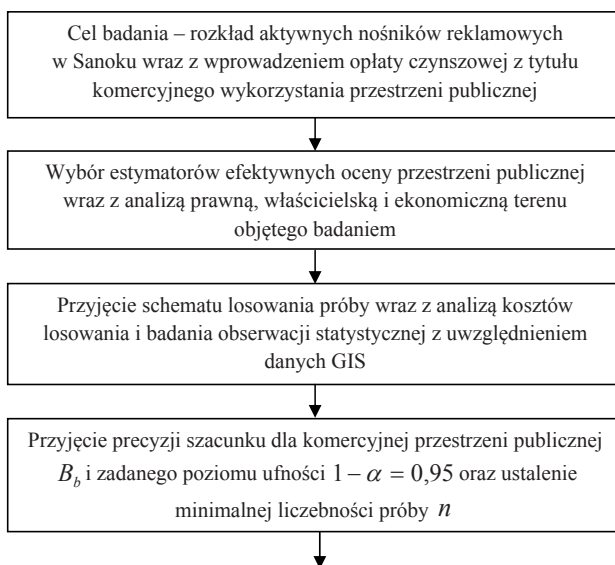 Cel badania – rozkład aktywnych nośników reklamowych
w Sanoku wraz z wprowadzeniem opłaty czynszowej z tytułu
komercyjnego wykorzystania przestrzeni publicznej
Wybór estymatorów efektywnych oceny przestrzeni publicznej
wraz z analizą prawną, właścicielską i ekonomiczną terenu
objętego badaniem
Przyjęcie schematu losowania próby wraz z analizą kosztów
losowania i badania obserwacji statystycznej z uwzględnieniem
danych GIS
Przyjęcie precyzji szacunku dla komercyjnej przestrzeni publicznej
B_b i zadanego poziomu ufności 1 − α = 0,95 oraz ustalenie
minimalnej liczebności próby n